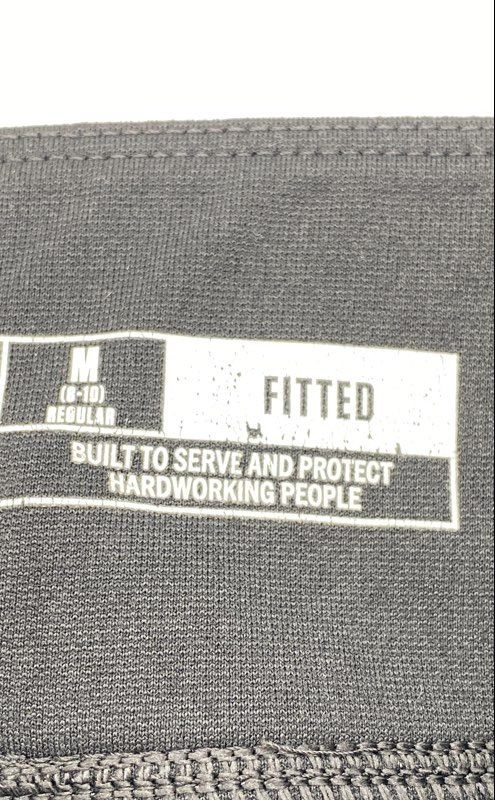 M
(8-10)
REGULAR
FITTED
BUILT TO SERVE AND PROTECT
HARDWORKING PEOPLE